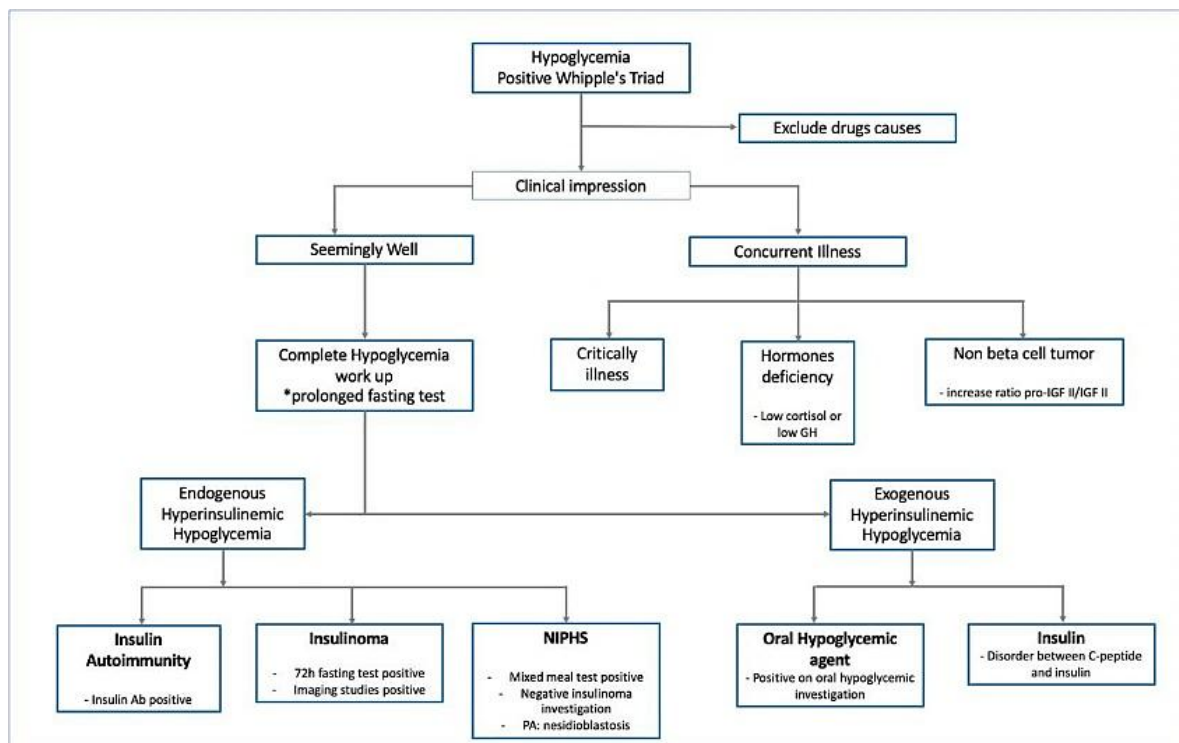 Hypoglycemia
Positive Whipple's Triad
Exclude drugs causes
Clinical impression
Seemingly Well
Concurrent Illness
Complete Hypoglycemia
work up
*prolonged fasting test
Critically
illness
Hormones
deficiency
- Low cortisol or
low GH
Non beta cell tumor
- increase ratio pro-IGF II/IGF II
Endogenous
Hyperinsulinemic
Hypoglycemia
Exogenous
Hyperinsulinemic
Hypoglycemia
Insulin
Autoimmunity
- Insulin Ab positive
Insulinoma
- 72h fasting test positive
- Imaging studies positive
NIPHS
- Mixed meal test positive
- Negative insulinoma
investigation
- PA: nesidioblastosis
Oral Hypoglycemic
agent
- Positive on oral hypoglycemic
investigation
Insulin
- Disorder between C-peptide
and insulin